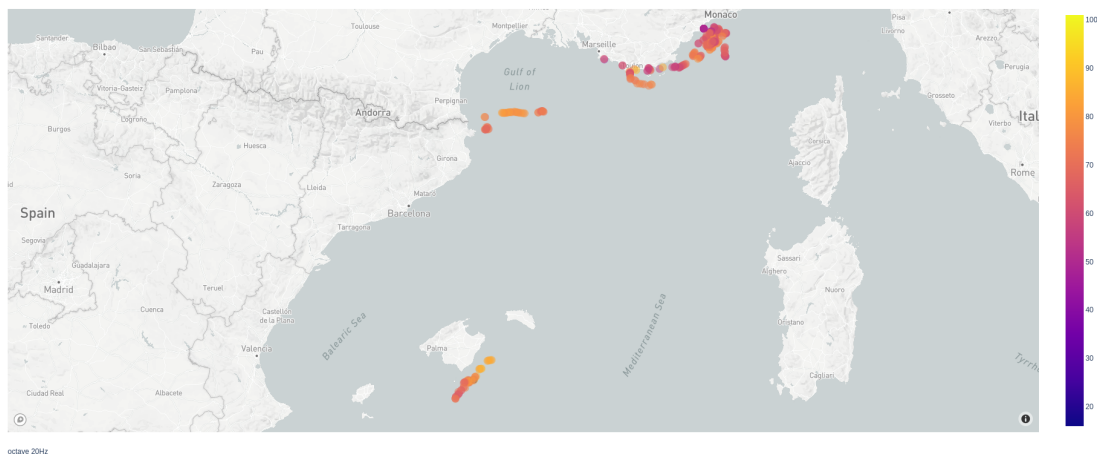 Monaco
Pisa
Santander
Bilbao
San Sebastián
Toulouse
Montpellier
Marseille
Livorno
Arezzo
Pau
Toulon
Perugia
Vitoria-Gasteiz
Pamplona
Gulf of
Lion
Perpignan
Grosseto
Andorra
Viterbo
Ital
Burgos
Logroño
Huesca
Corsica
Girona
Ajaccio
Rome
Soria
Zaragoza
Lleida
Mataró
Barcelona
Spain
Tarragona
Segovia
Guadalajara
Sassari
Alghero
Madrid
Teruel
Nuoro
Cuenca
Castellón
de la Plana
Oristano
Toledo
Balearic Sea
Mediterranean Sea
Valencia
Palma
Tyrrhe
Cagliari
Ciudad Real
Albacete
100
90
80
70
60
50
40
30
20
octave 20Hz